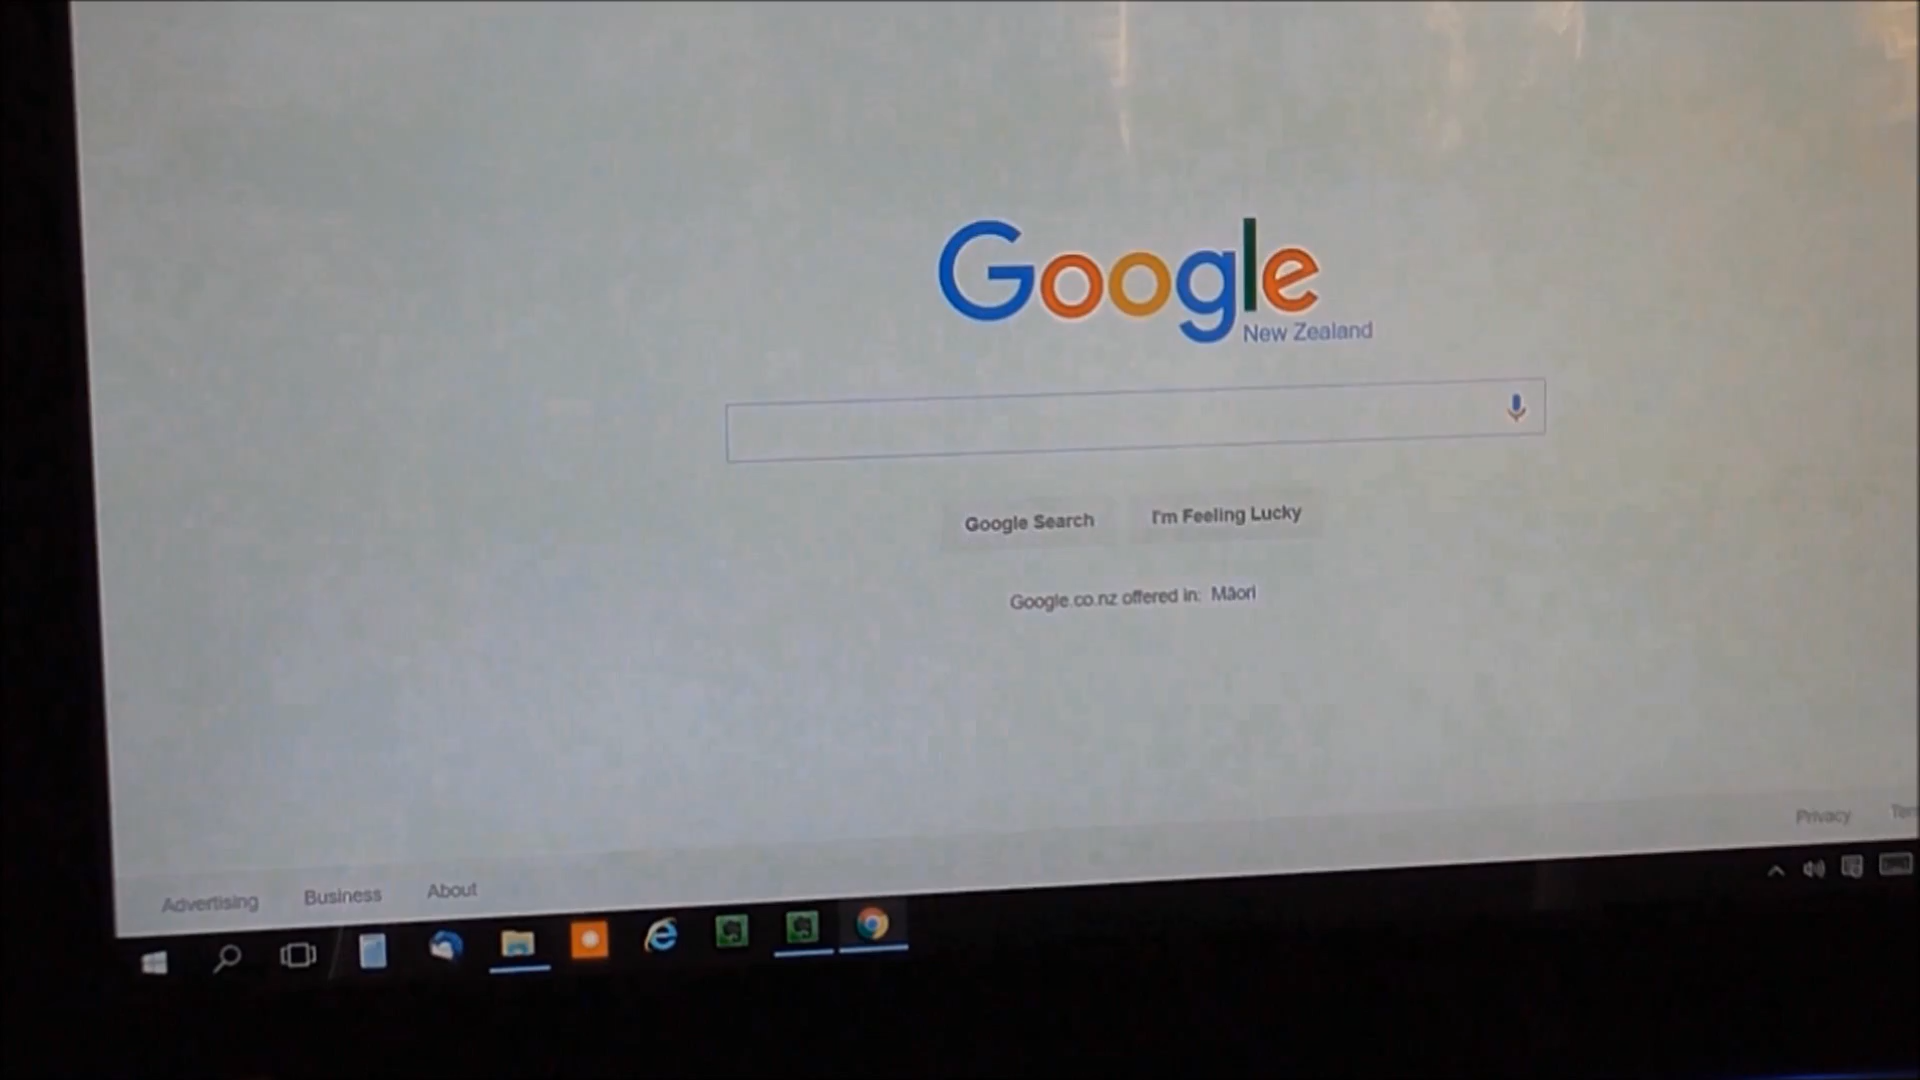 Google
New Zealand
Google Search I'm Feeling Lucky
Google.co.nz offered in: Māori
Privacy
Advertising Business About